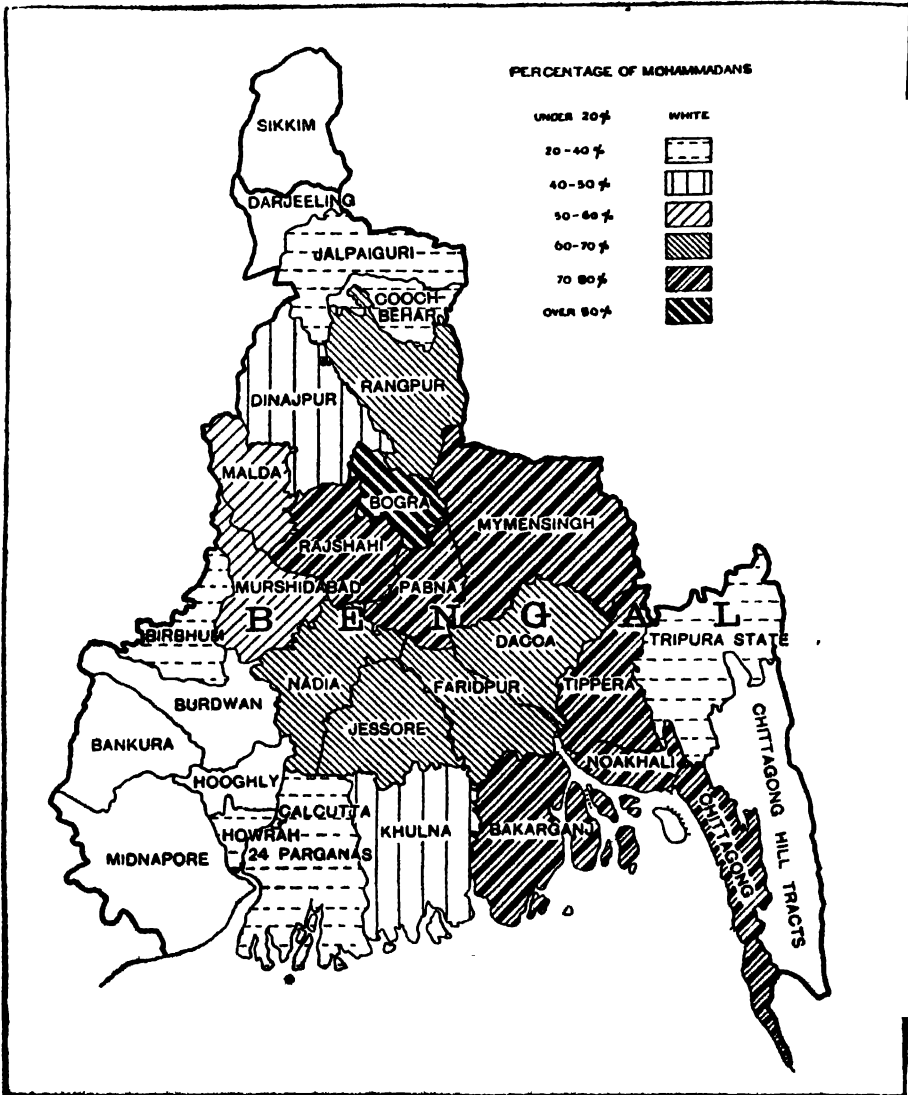 PERCENTAGE OF MOHAMMADANS
UNDER 20% WHITE
20-40%
40-50%
50-60%
60-70%
70 80%
OVER 80%
SIKKIM
DARJEELING
JALPAIGURI
COOCH-
BEHAR
RANGPUR
DINAJPUR
MALDA
BOGRA
MYMENSINGH
RAJSHAHI
MURSHIDABAD
PABNA
BENGAL
BIRBHUM
DACOA
TRIPURA STATE
NADIA
FARIDPUR
TIPPERA
BURDWAN
JESSORE
BANKURA
NOAKHALI
HOOGHLY
CALCUTTA
HOWRAH
24 PARGANAS
KHULNA
BAKARGANJ
MIDNAPORE
CHITTAGONG
CHITTAGONG HILL TRACTS